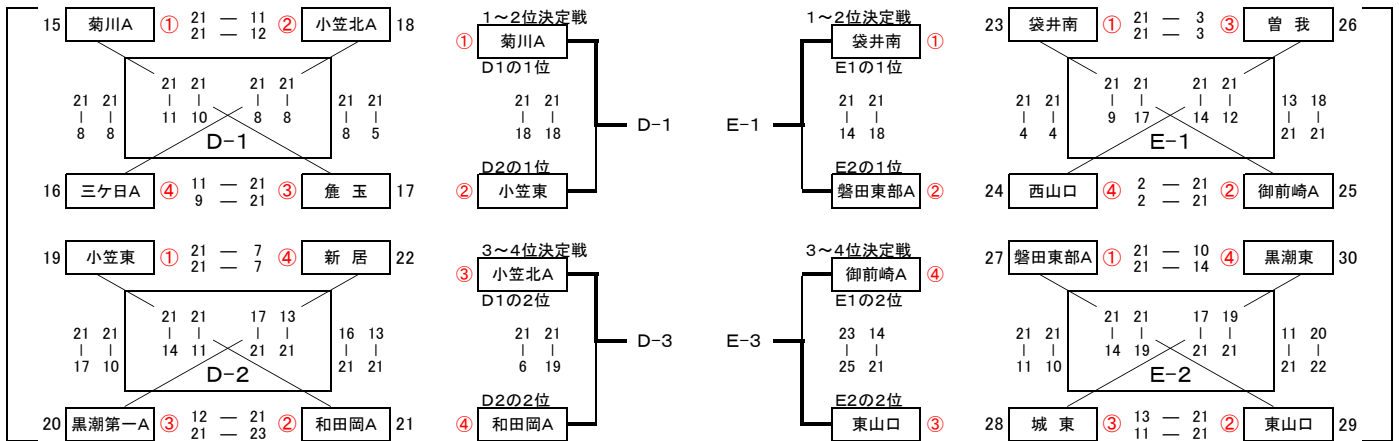 15 菊川A ① 21 — 11 ② 小笠北A 18
21 — 12
21 21 21 21 21 21 21 21
| | | | | | | |
8 8 11 10 8 8 8 5
D-1
16 三ケ日A ④ 11 — 21 ③ 麁 玉 17
9 — 21
19 小笠東 ① 21 — 7 ④ 新 居 22
21 — 7
21 21 17 13
| | | |
14 11 21 21
21 21 16 13
| | | |
17 10 21 21
D-2
20 黒潮第一A ③ 12 — 21 ② 和田岡A 21
21 — 23
1～2位決定戦
① 菊川A
D1の1位
21 21
| |
18 18
D-1
D2の1位
② 小笠東
3～4位決定戦
③ 小笠北A
D1の2位
21 21
| |
6 19
D-3
D2の2位
④ 和田岡A
1～2位決定戦
袋井南 ①
E1の1位
21 21
| |
14 18
E-1
E2の1位
磐田東部A ②
3～4位決定戦
御前崎A ④
E1の2位
23 14
| |
25 21
E-3
E2の2位
東山口 ③
23 袋井南 ① 21 — 3 ③ 曽 我 26
21 — 3
21 21 21 21 21 21 13 18
| | | | | | | |
4 4 9 17 14 12 21 21
E-1
24 西山口 ④ 2 — 21 ② 御前崎A 25
2 — 21
27 磐田東部A ① 21 — 10 ④ 黒潮東 30
21 — 14
21 21 17 19
| | | |
14 19 21 21
21 21 11 20
| | | |
11 10 21 22
E-2
28 城 東 ③ 13 — 21 ② 東山口 29
11 — 21